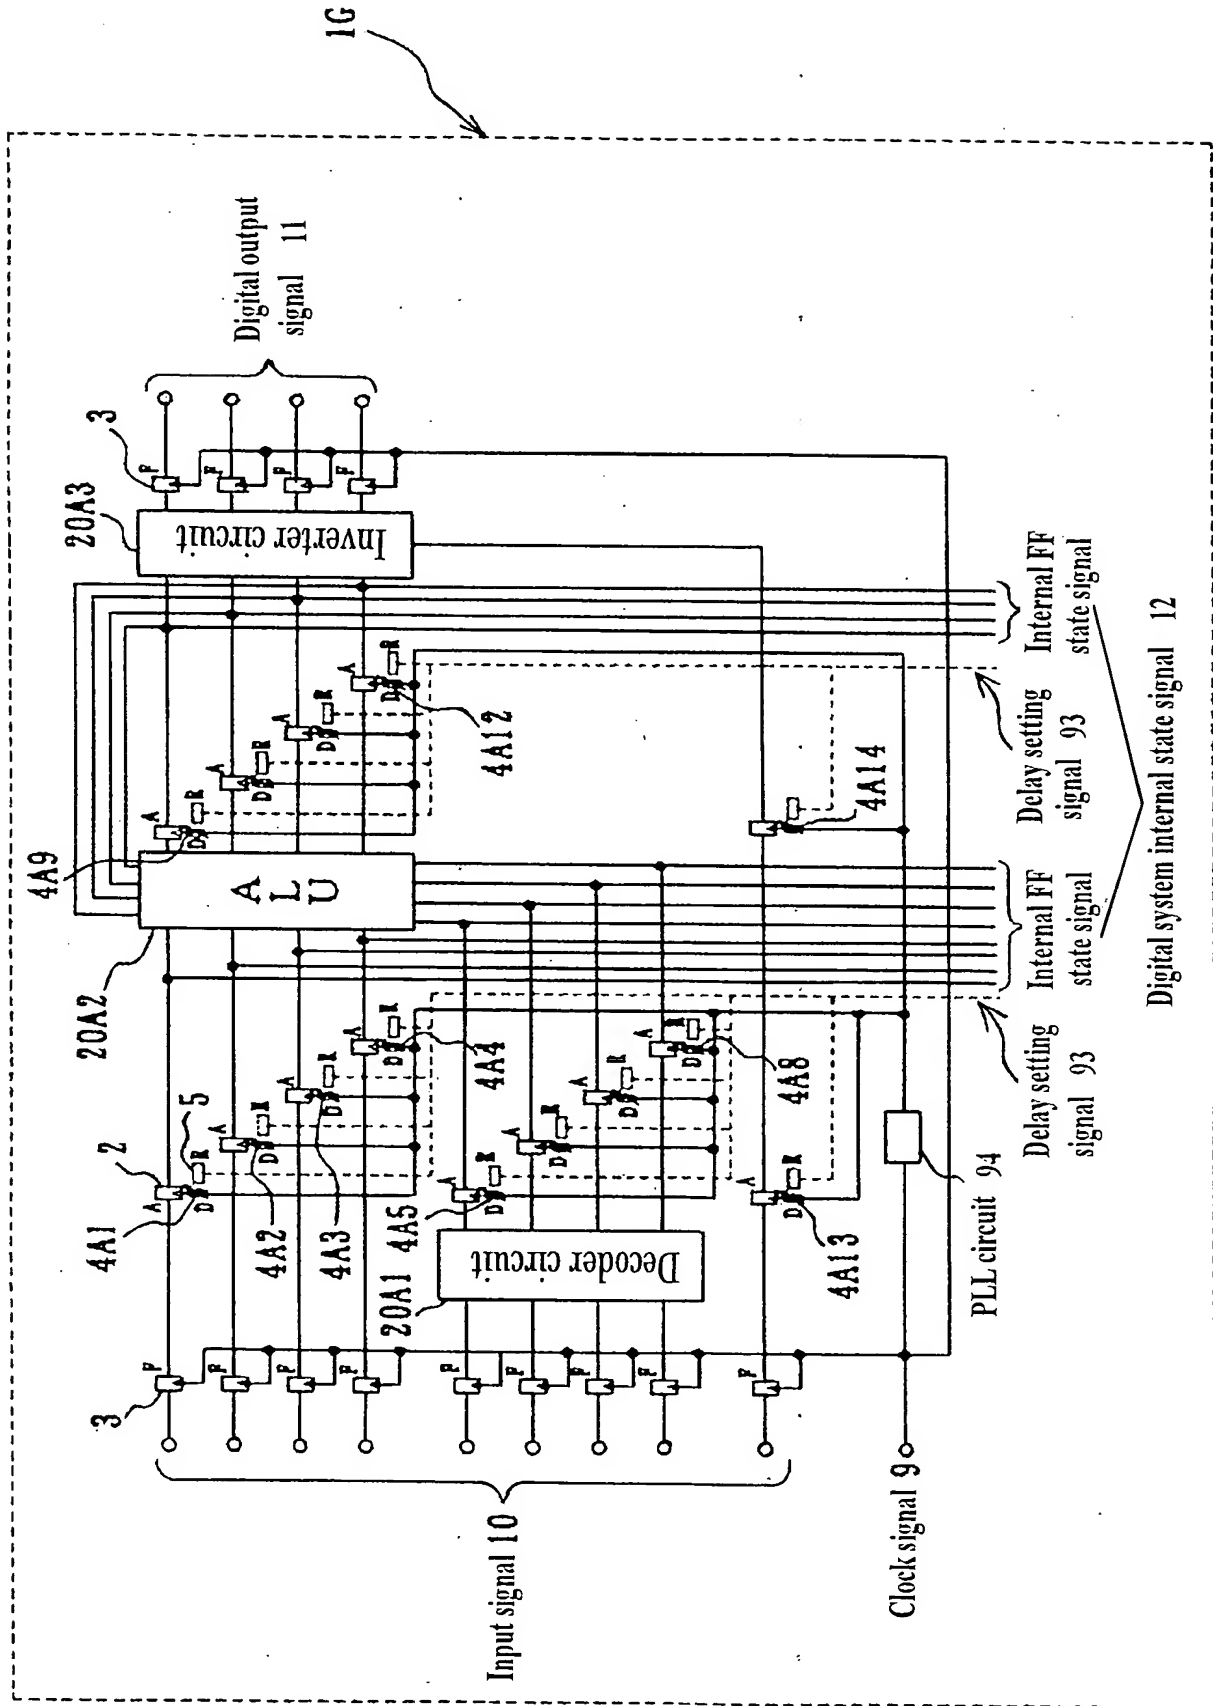 1G
Digital output
signal 11
3
F
F
F
F
20A3
Inverter circuit
Internal FF
state signal
A
D
R
A
D
R
A
D
R
A
D
R
4A9
4A12
4A14
Delay setting
signal 93
20A2
ALU
Internal FF
state signal
Digital system internal state signal 12
2
5
A
D
R
A
D
R
A
D
R
A
D
R
4A1
4A2
4A3
4A4
A
D
R
A
D
R
A
D
R
A
D
R
4A5
4A8
A
D
R
4A13
Delay setting
signal 93
20A1
Decoder circuit
PLL circuit 94
3
F
F
F
F
F
F
F
F
F
Input signal 10
Clock signal 9